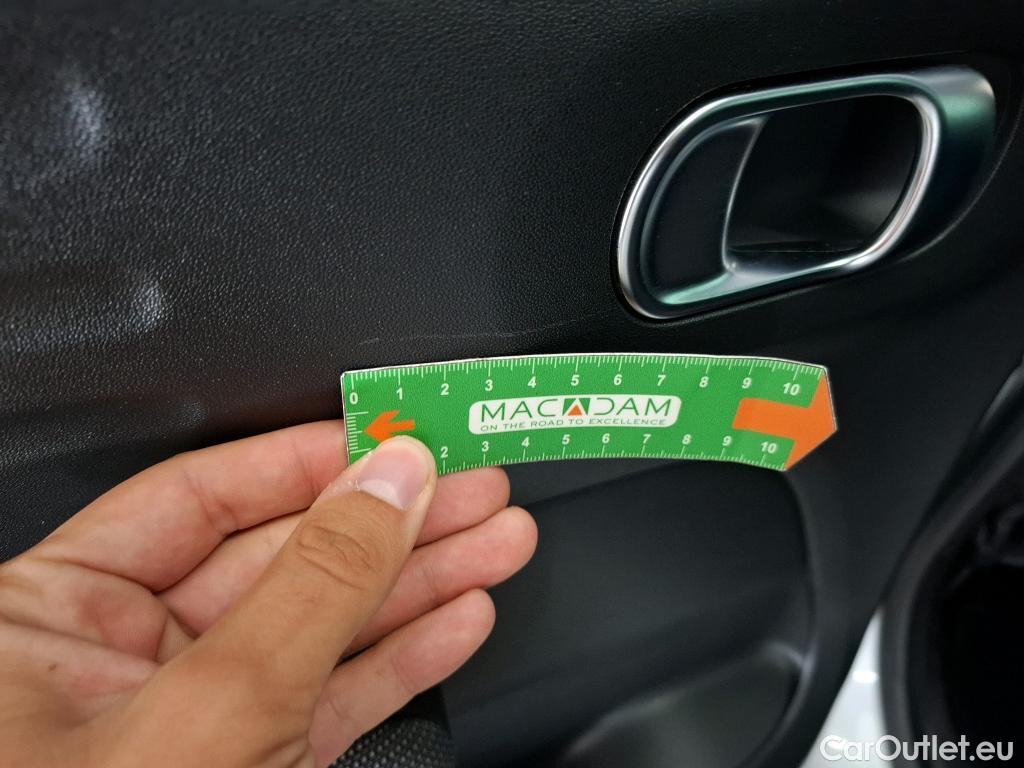 0 1 2 3 4 5 6 7 8 9 10
MACADAM
ON THE ROAD TO EXCELLENCE
2 3 4 5 6 7 8 9 10
CarOutlet.eu